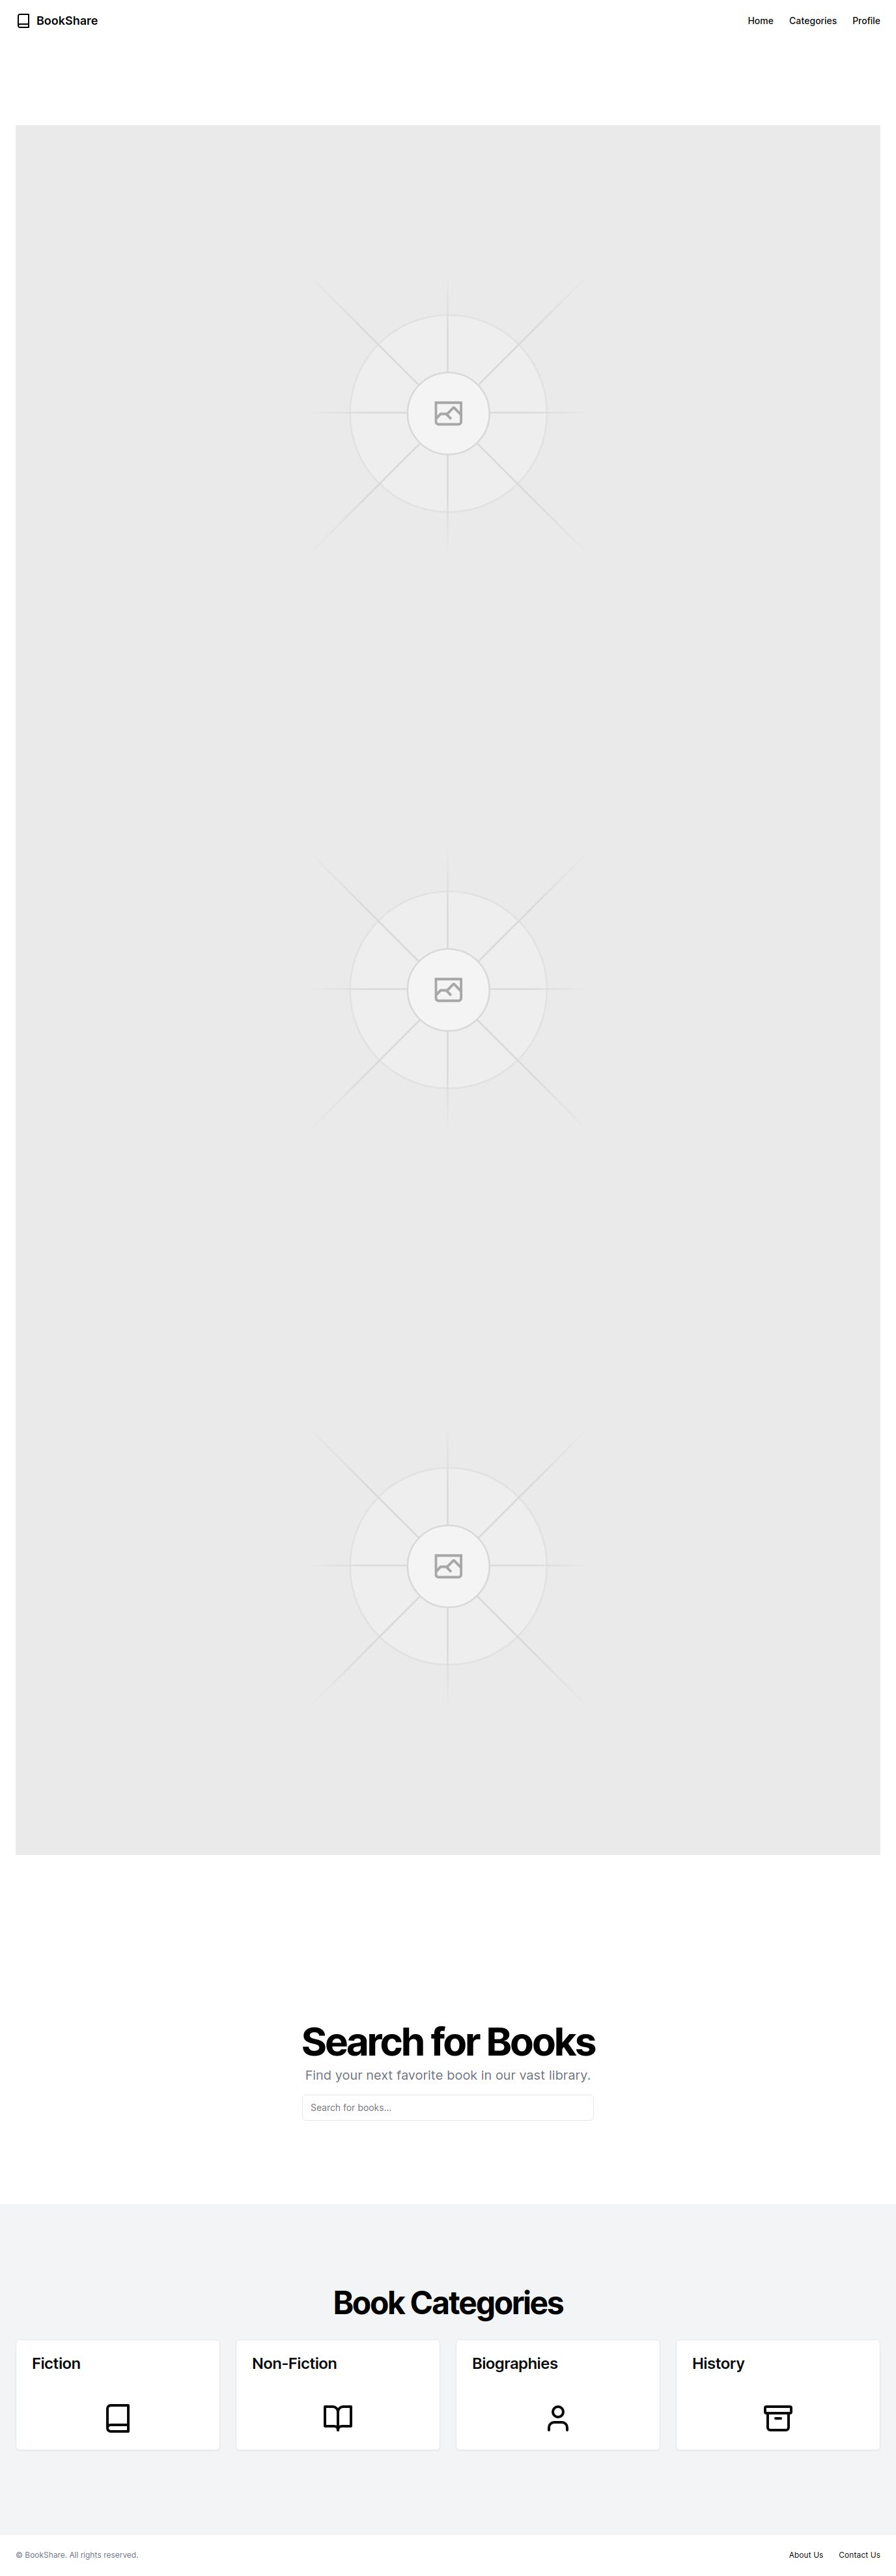 BookShare
Home
Categories
Profile
Search for Books
Find your next favorite book in our vast library.
Search for books...
Book Categories
Fiction
Non-Fiction
Biographies
History
© BookShare. All rights reserved.
About Us
Contact Us